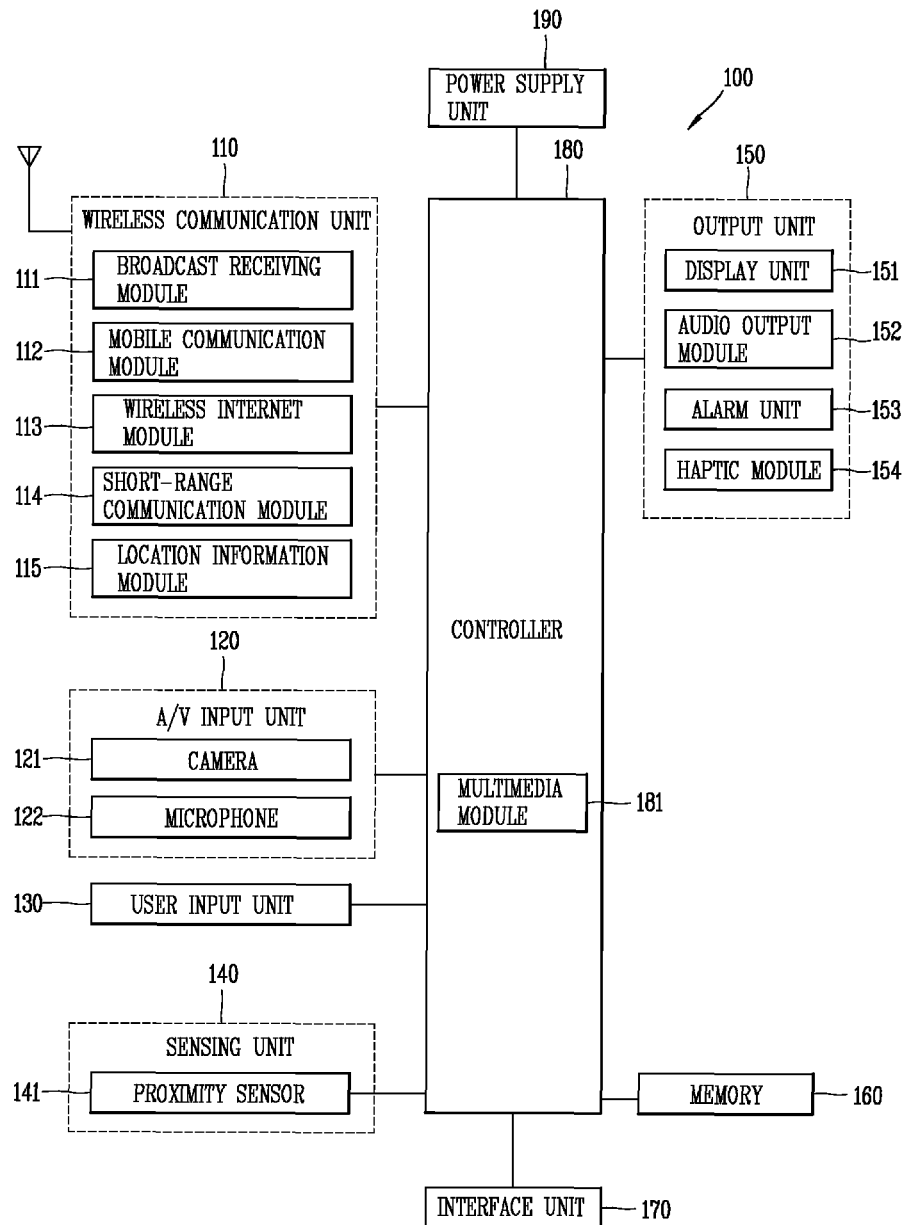 190
POWER SUPPLY
UNIT
100
110
180
150
WIRELESS COMMUNICATION UNIT
111
BROADCAST RECEIVING
MODULE
112
MOBILE COMMUNICATION
MODULE
113
WIRELESS INTERNET
MODULE
114
SHORT-RANGE
COMMUNICATION MODULE
115
LOCATION INFORMATION
MODULE
OUTPUT UNIT
DISPLAY UNIT
151
AUDIO OUTPUT
MODULE
152
ALARM UNIT
153
HAPTIC MODULE
154
CONTROLLER
120
A/V INPUT UNIT
121
CAMERA
122
MICROPHONE
MULTIMEDIA
MODULE
181
130
USER INPUT UNIT
140
SENSING UNIT
141
PROXIMITY SENSOR
MEMORY
160
INTERFACE UNIT
170